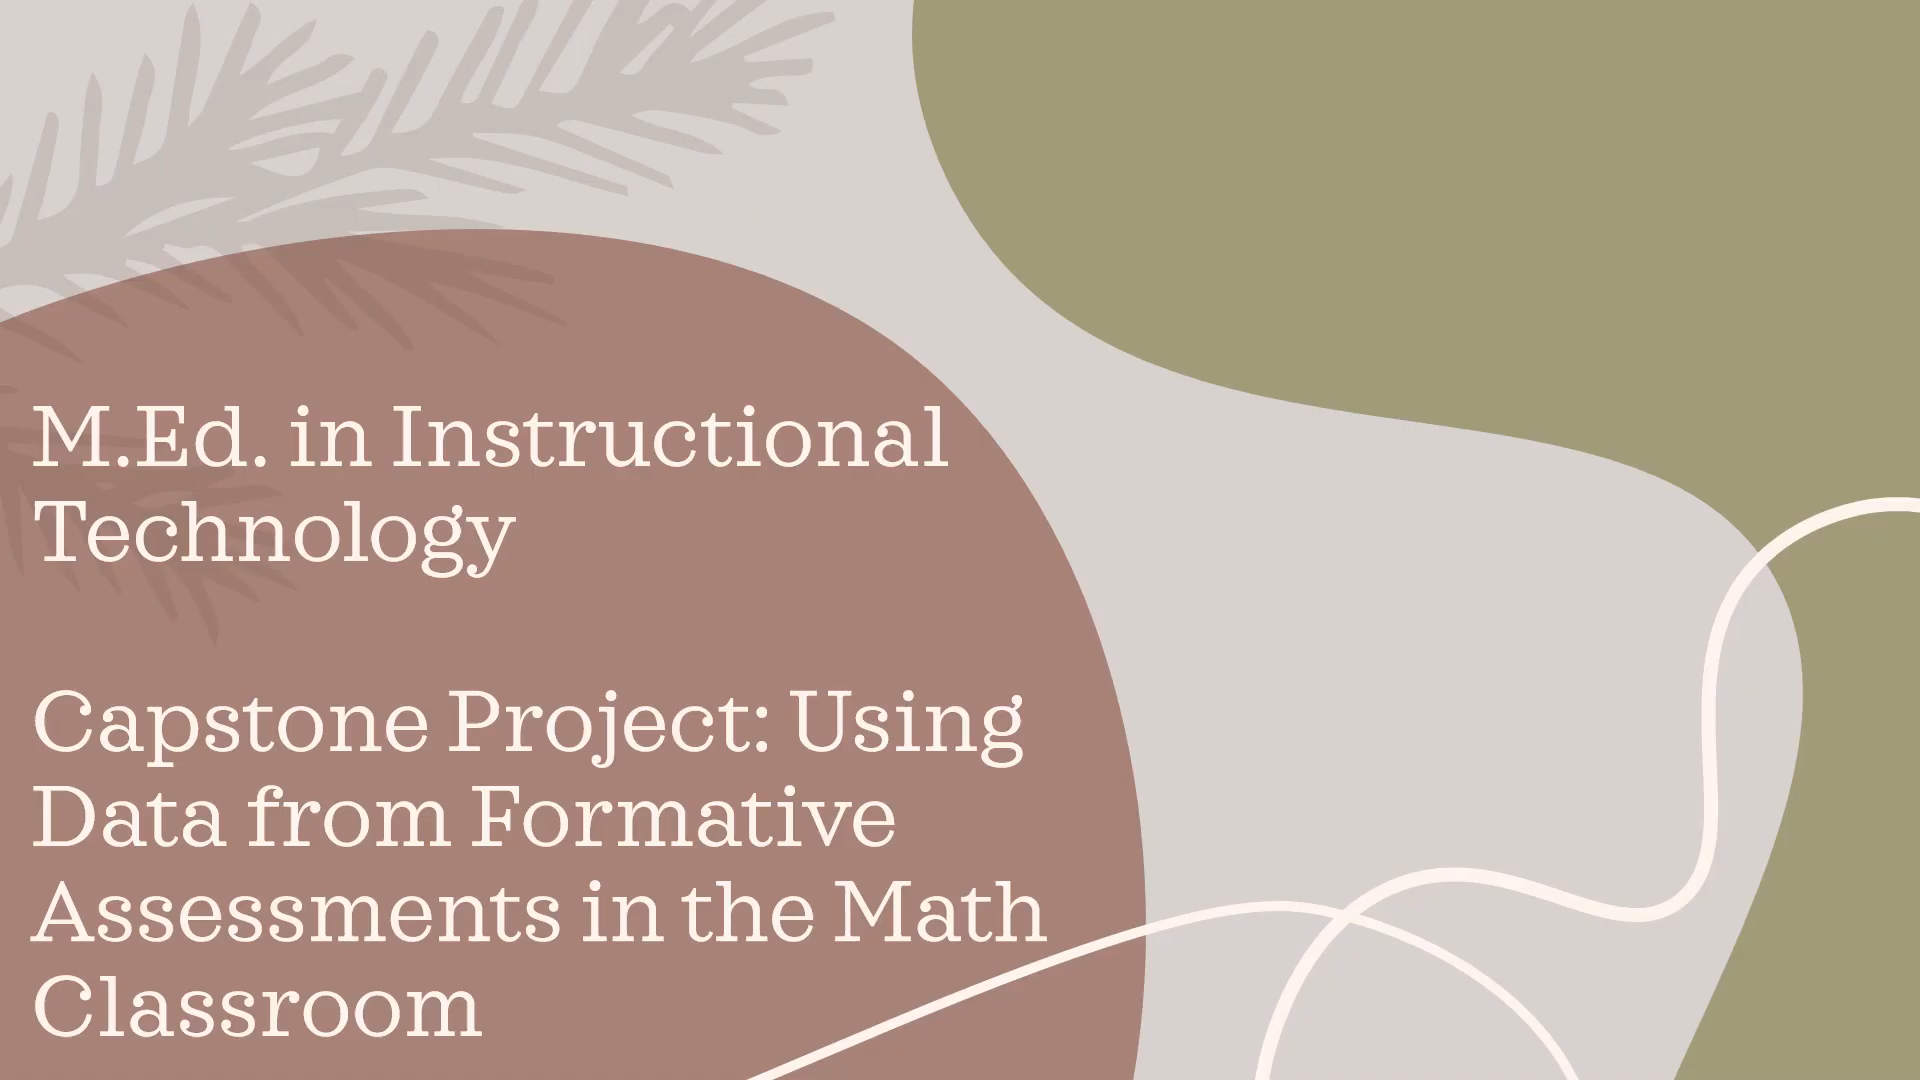 M.Ed. in Instructional
Technology
Capstone Project: Using
Data from Formative
Assessments in the Math
Classroom